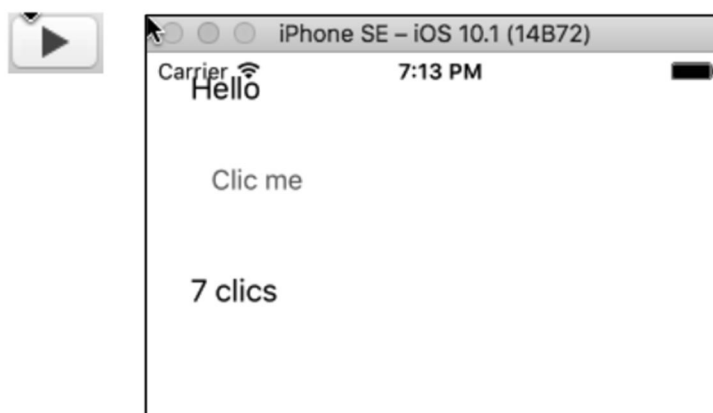 iPhone SE – iOS 10.1 (14B72)
Carrier 7:13 PM
Hello
Clic me
7 clics